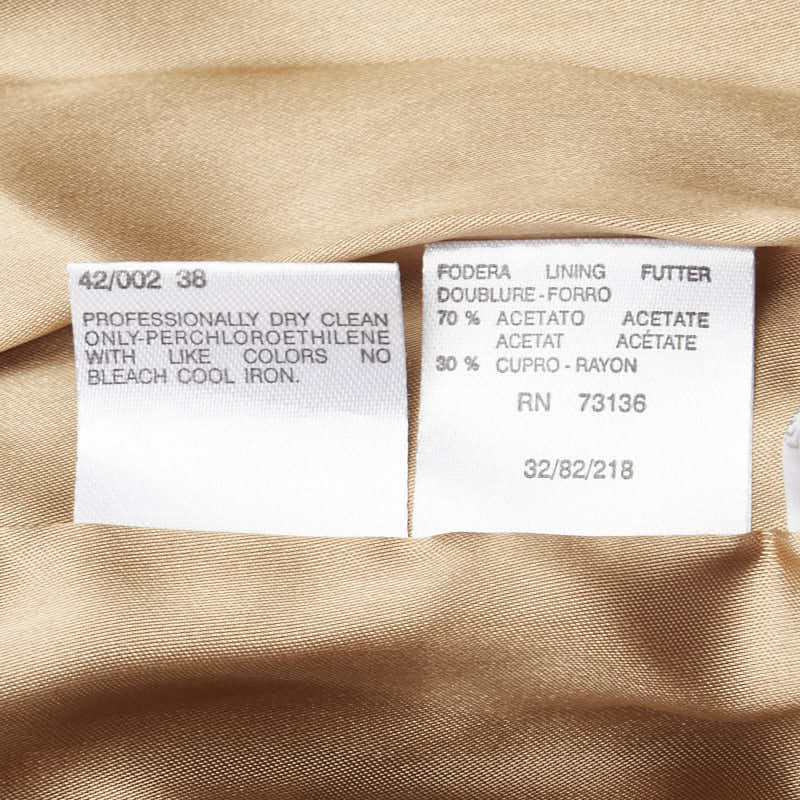 42/002 38
PROFESSIONALLY DRY CLEAN
ONLY-PERCHLOROETHILENE
WITH LIKE COLORS NO
BLEACH COOL IRON.
FODERA LINING FUTTER
DOUBLURE-FORRO
70 % ACETATO ACETATE
ACETAT ACÉTATE
30 % CUPRO-RAYON
RN 73136
32/82/218